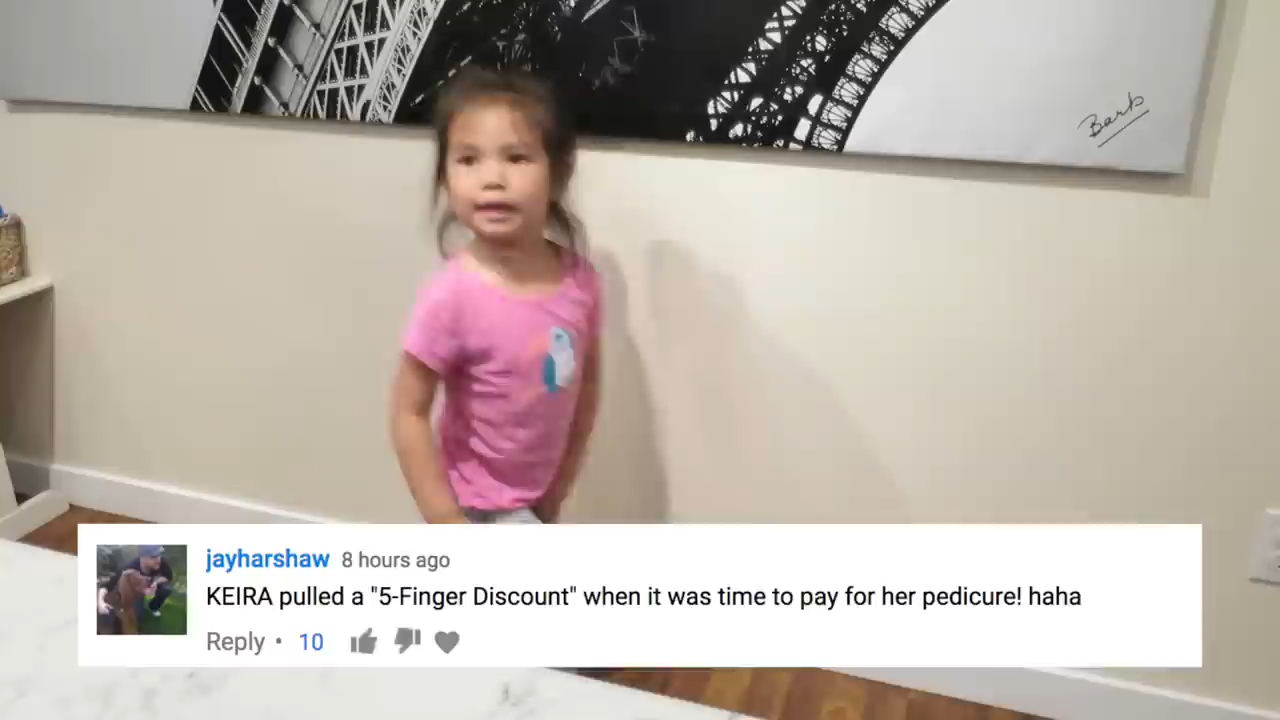 Barb
jayharshaw 8 hours ago
KEIRA pulled a "5-Finger Discount" when it was time to pay for her pedicure! haha
Reply • 10